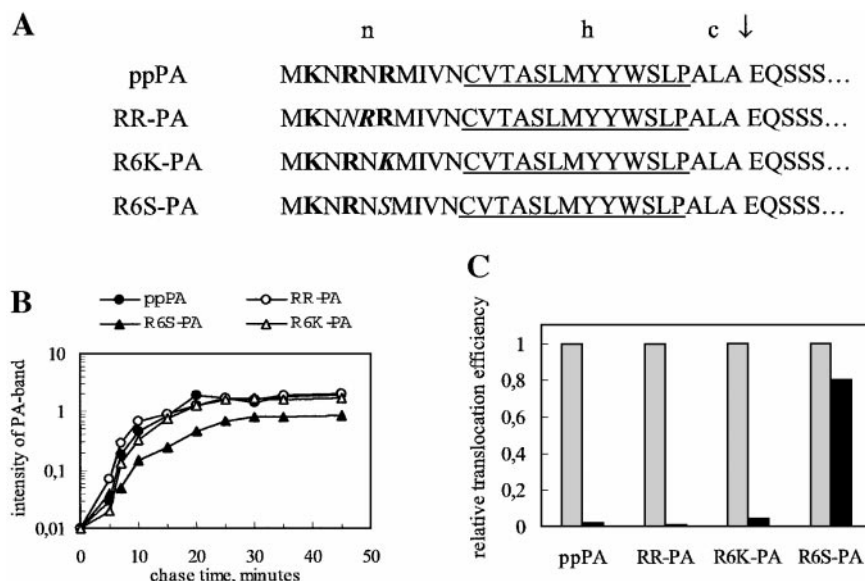 A
n h c ↓
ppPA MKNRNRMIVNCVTASLMYYWSLPALA EQSSS...
RR-PA MKNNRRMIVNCVTASLMYYWSLPALA EQSSS...
R6K-PA MKNRNKMIVNCVTASLMYYWSLPALA EQSSS...
R6S-PA MKNRNSMIVNCVTASLMYYWSLPALA EQSSS...
B
ppPA RR-PA
R6S-PA R6K-PA
intensity of PA-band
10
1
0,1
0,01
0 10 20 30 40 50
chase time, minutes
C
relative translocation efficiency
1
0,8
0,6
0,4
0,2
0
ppPA RR-PA R6K-PA R6S-PA